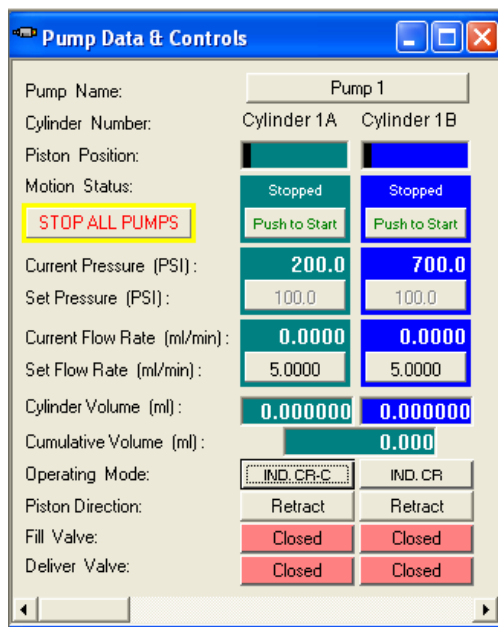 Pump Data & Controls
Pump Name: Pump 1
Cylinder Number: Cylinder 1A Cylinder 1B
Piston Position:
Motion Status: Stopped Stopped
STOP ALL PUMPS Push to Start Push to Start
Current Pressure (PSI) : 200.0 700.0
Set Pressure (PSI) : 100.0 100.0
Current Flow Rate (ml/min) : 0.0000 0.0000
Set Flow Rate (ml/min) : 5.0000 5.0000
Cylinder Volume (ml) : 0.000000 0.000000
Cumulative Volume (ml) : 0.000
Operating Mode: IND. CR-C IND. CR
Piston Direction: Retract Retract
Fill Valve: Closed Closed
Deliver Valve: Closed Closed